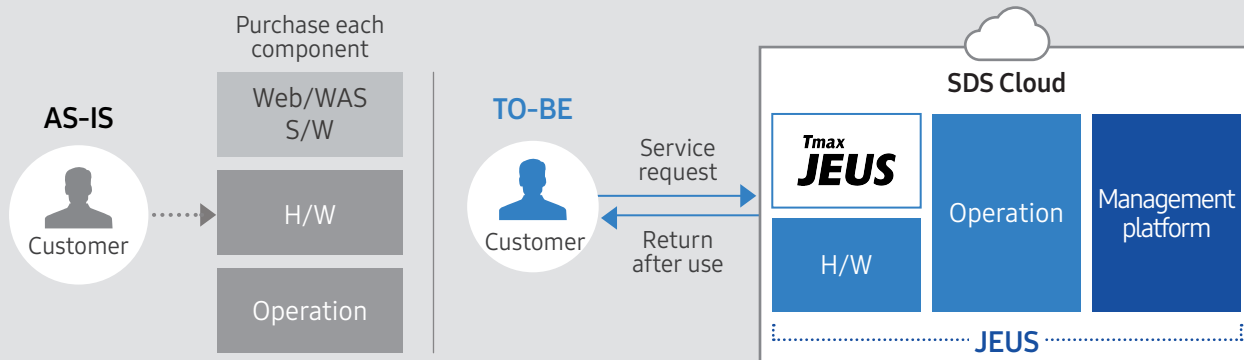 AS-IS
Customer
Purchase each
component
Web/WAS
S/W
H/W
Operation
TO-BE
Customer
Service
request
Return
after use
SDS Cloud
Tmax
JEUS
H/W
Operation
Management
platform
JEUS